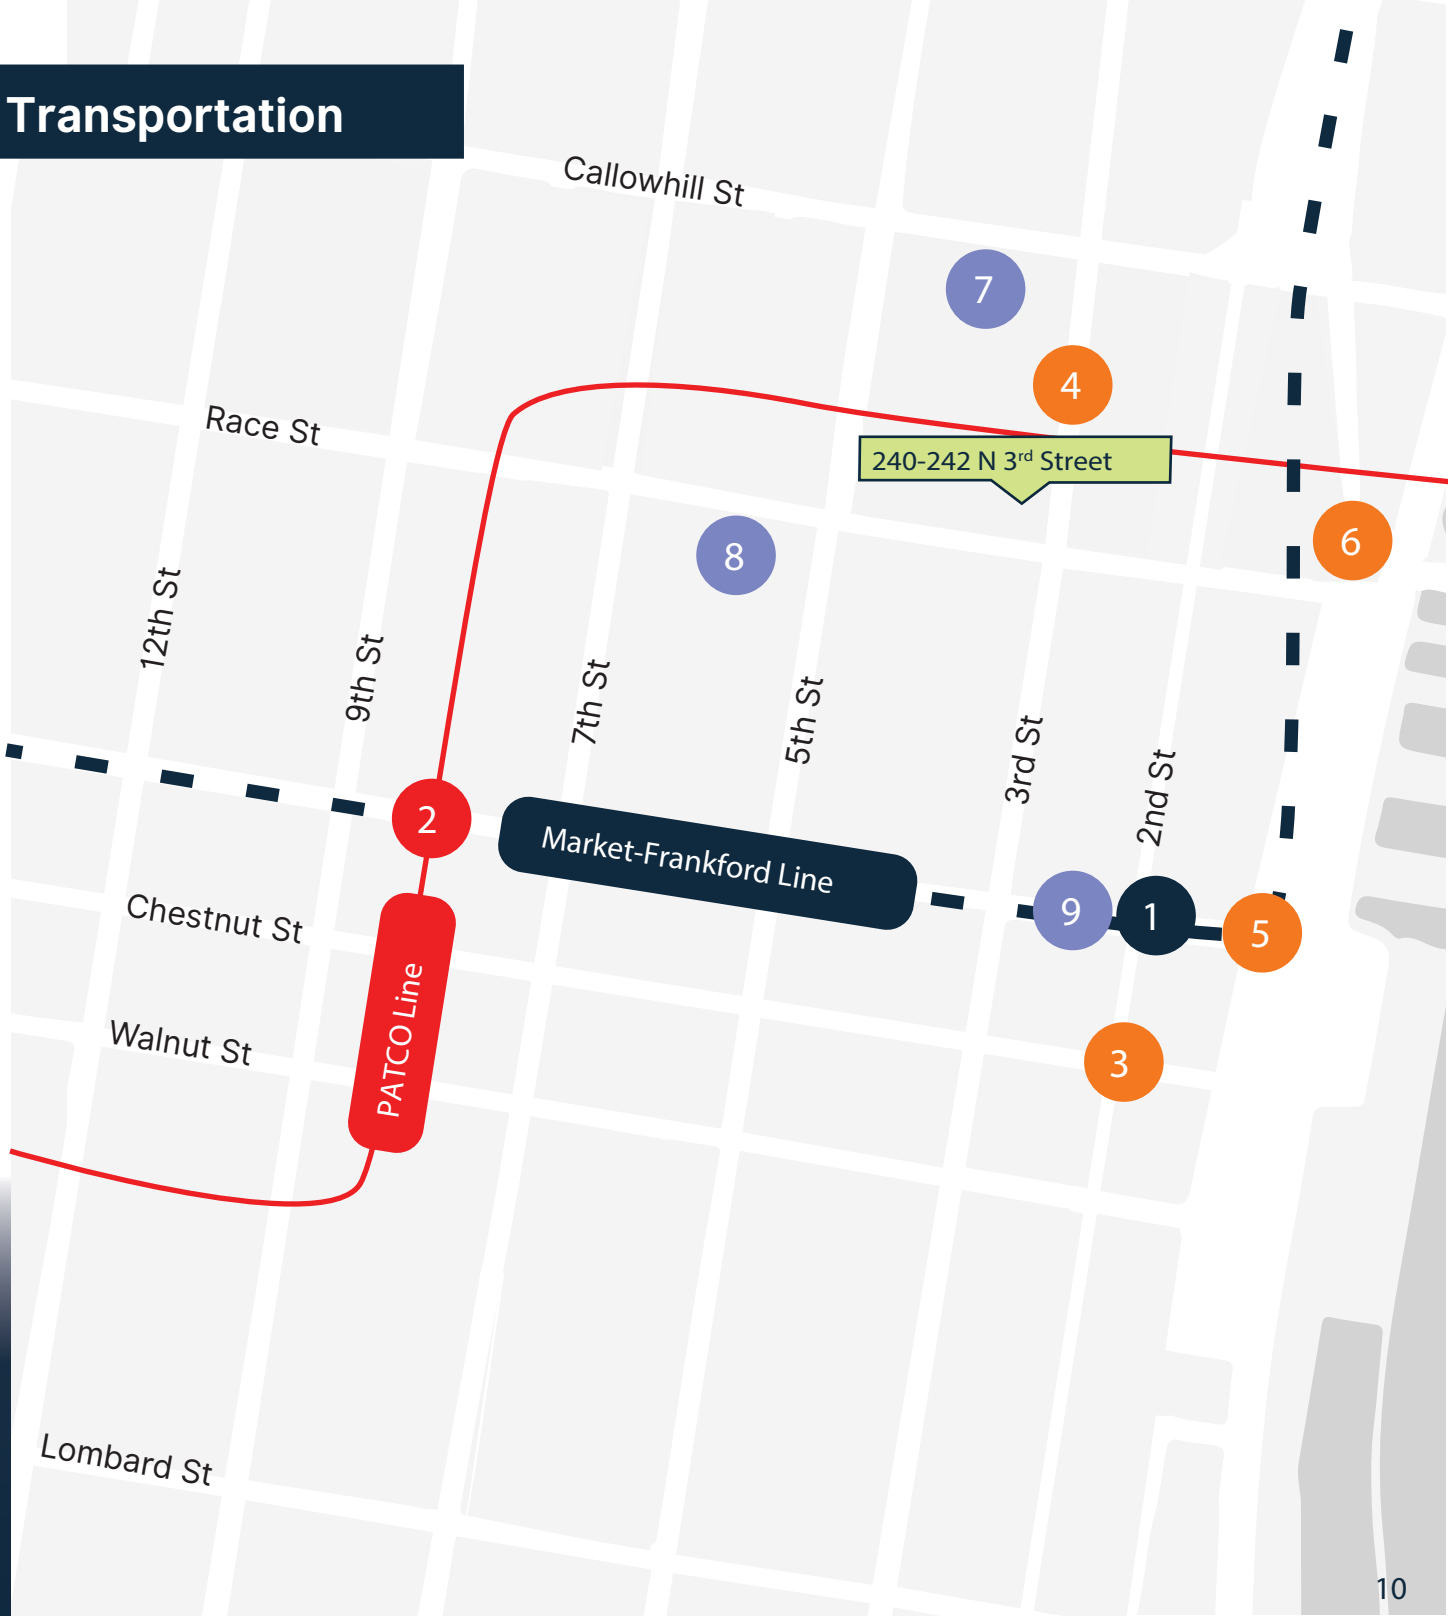 Transportation
Callowhill St
7
4
Race St
240-242 N 3rd Street
6
8
12th St
9th St
7th St
5th St
3rd St
2nd St
2
Market-Frankford Line
9
1
5
Chestnut St
PATCO Line
Walnut St
3
Lombard St
10